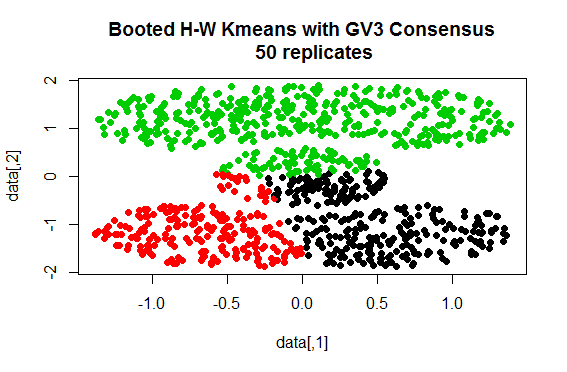 Booted H-W Kmeans with GV3 Consensus
50 replicates
data[,2]
2
1
0
-1
-2
-1.0
-0.5
0.0
0.5
1.0
data[,1]